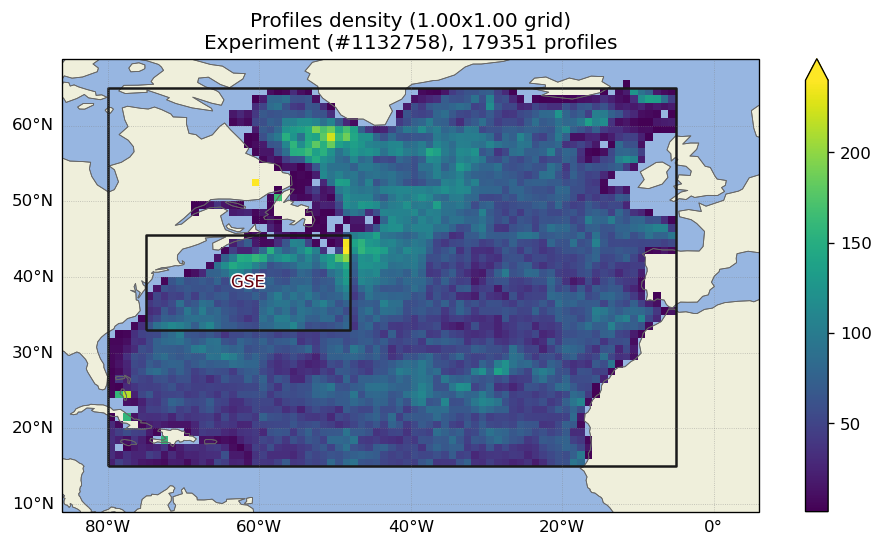 Profiles density (1.00x1.00 grid)
Experiment (#1132758), 179351 profiles
60°N
50°N
40°N
30°N
20°N
10°N
GSE
80°W
60°W
40°W
20°W
0°
200
150
100
50